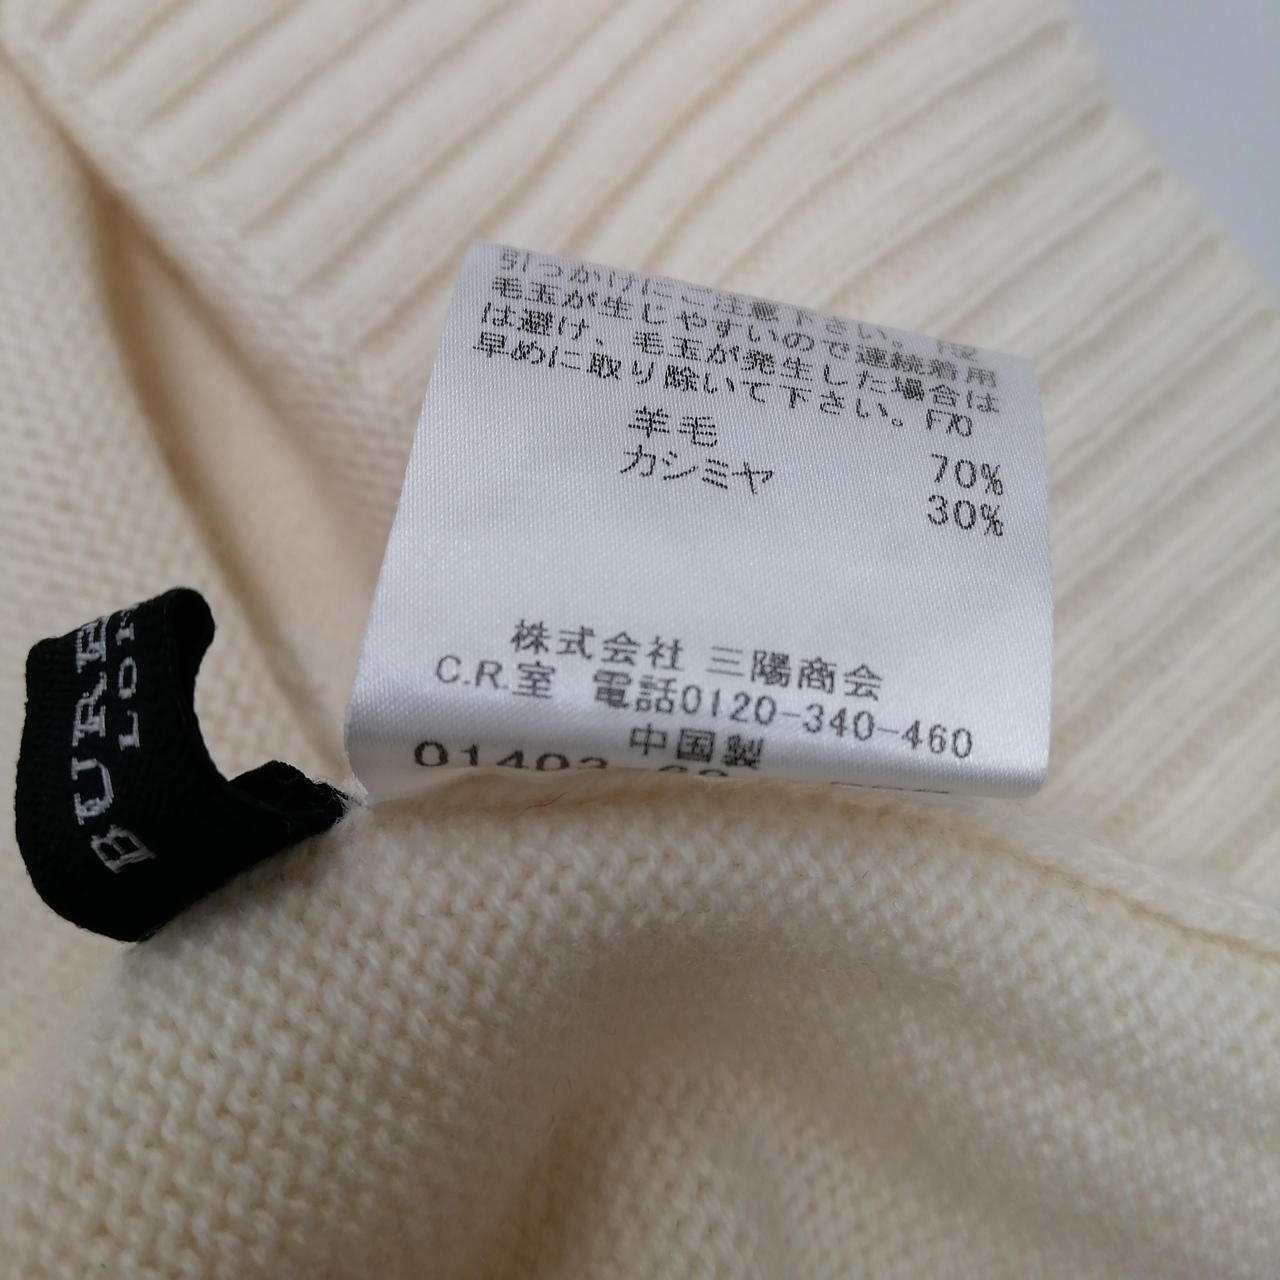 引つかけにご注意下さい。
毛玉が生じやすいので連続着用
は避け、毛玉が発生した場合は
早めに取り除いて下さい。F70
羊毛 70%
カシミヤ 30%
株式会社 三陽商会
C.R.室 電話0120-340-460
中国製
01403
BURB
LON